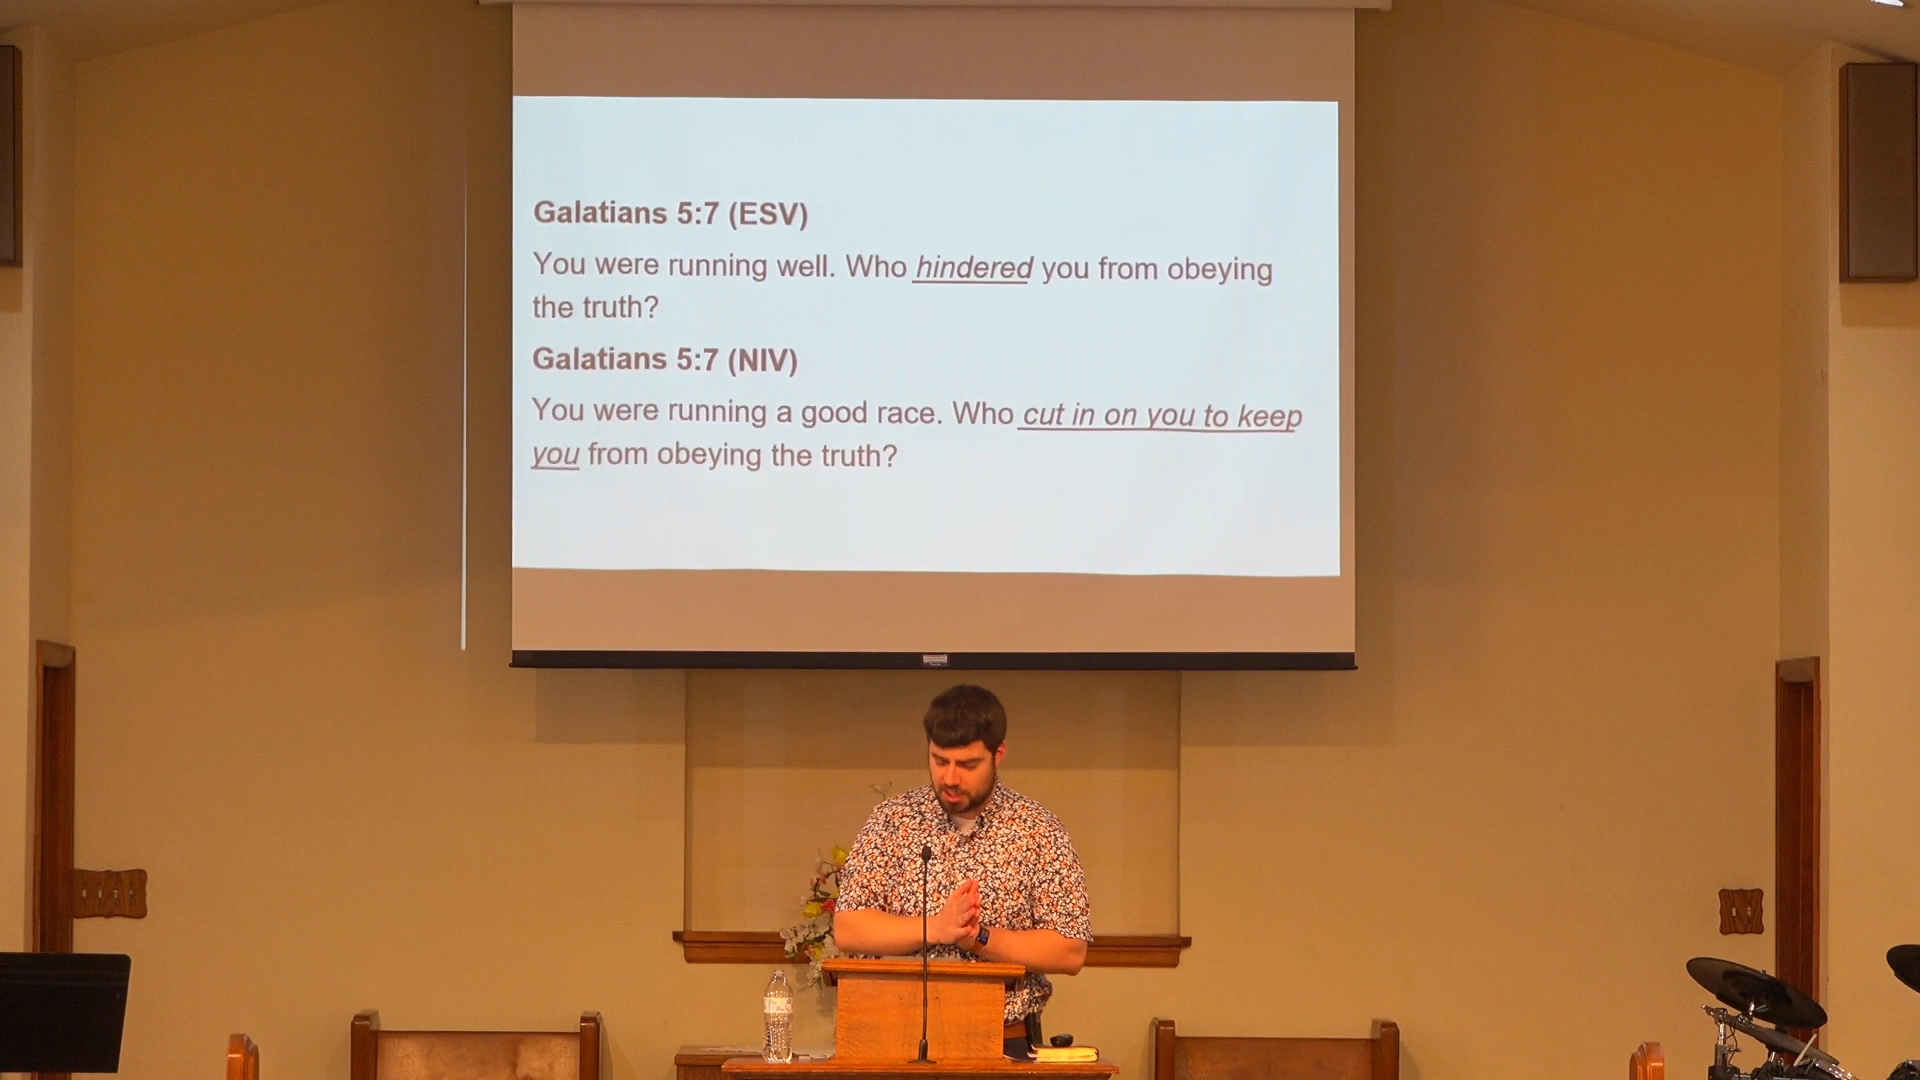 Galatians 5:7 (ESV)
You were running well. Who hindered you from obeying
the truth?
Galatians 5:7 (NIV)
You were running a good race. Who cut in on you to keep
you from obeying the truth?